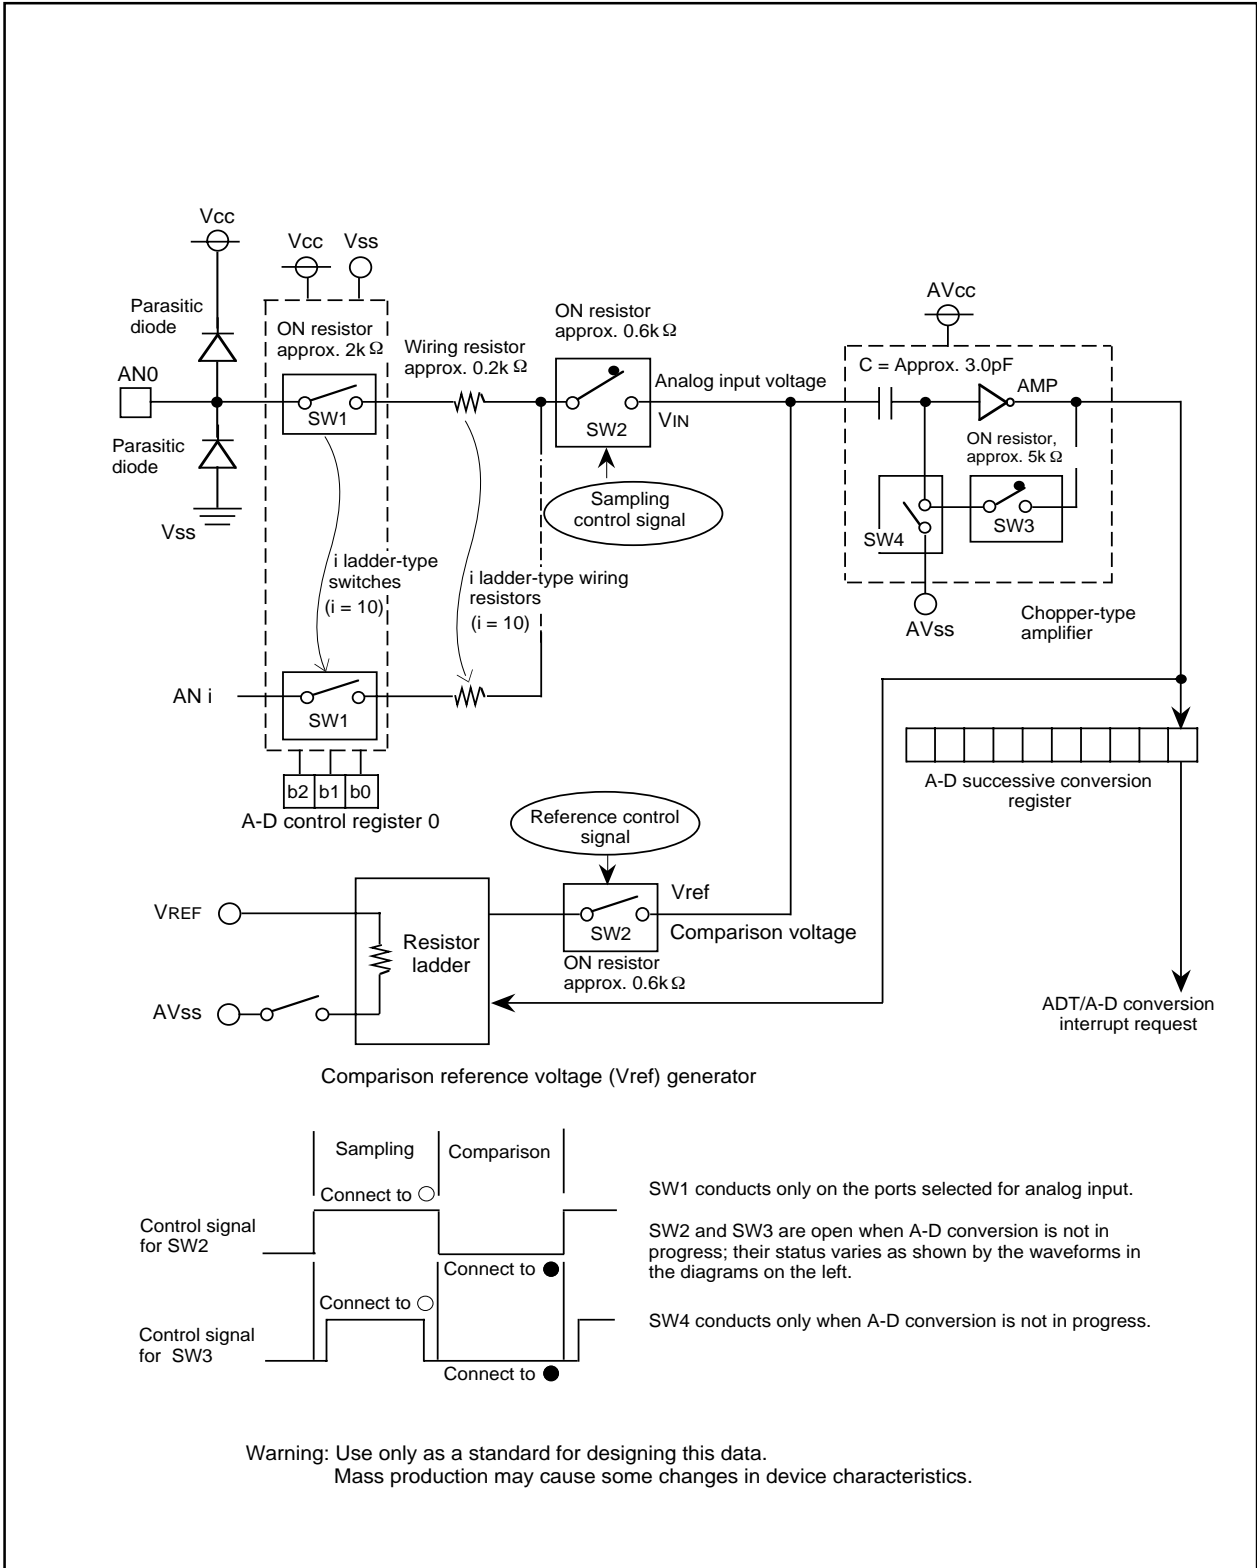 Vcc
Vcc
Vss
Parasitic
diode
ON resistor
approx. 2kΩ
Wiring resistor
approx. 0.2kΩ
ON resistor
approx. 0.6kΩ
AVcc
C = Approx. 3.0pF
AMP
AN0
SW1
SW2
Analog input voltage
VIN
Parasitic
diode
Vss
ON resistor,
approx. 5kΩ
SW3
SW4
Sampling
control signal
i ladder-type
switches
(i = 10)
i ladder-type wiring
resistors
(i = 10)
AVss
Chopper-type
amplifier
AN i
SW1
b2
b1
b0
A-D control register 0
A-D successive conversion
register
Reference control
signal
VREF
Resistor
ladder
SW2
Vref
Comparison voltage
ON resistor
approx. 0.6kΩ
AVss
ADT/A-D conversion
interrupt request
Comparison reference voltage (Vref) generator
Sampling
Comparison
Connect to ○
Control signal
for SW2
Connect to ●
Connect to ○
Control signal
for SW3
Connect to ●
SW1 conducts only on the ports selected for analog input.
SW2 and SW3 are open when A-D conversion is not in
progress; their status varies as shown by the waveforms in
the diagrams on the left.
SW4 conducts only when A-D conversion is not in progress.
Warning: Use only as a standard for designing this data.
Mass production may cause some changes in device characteristics.